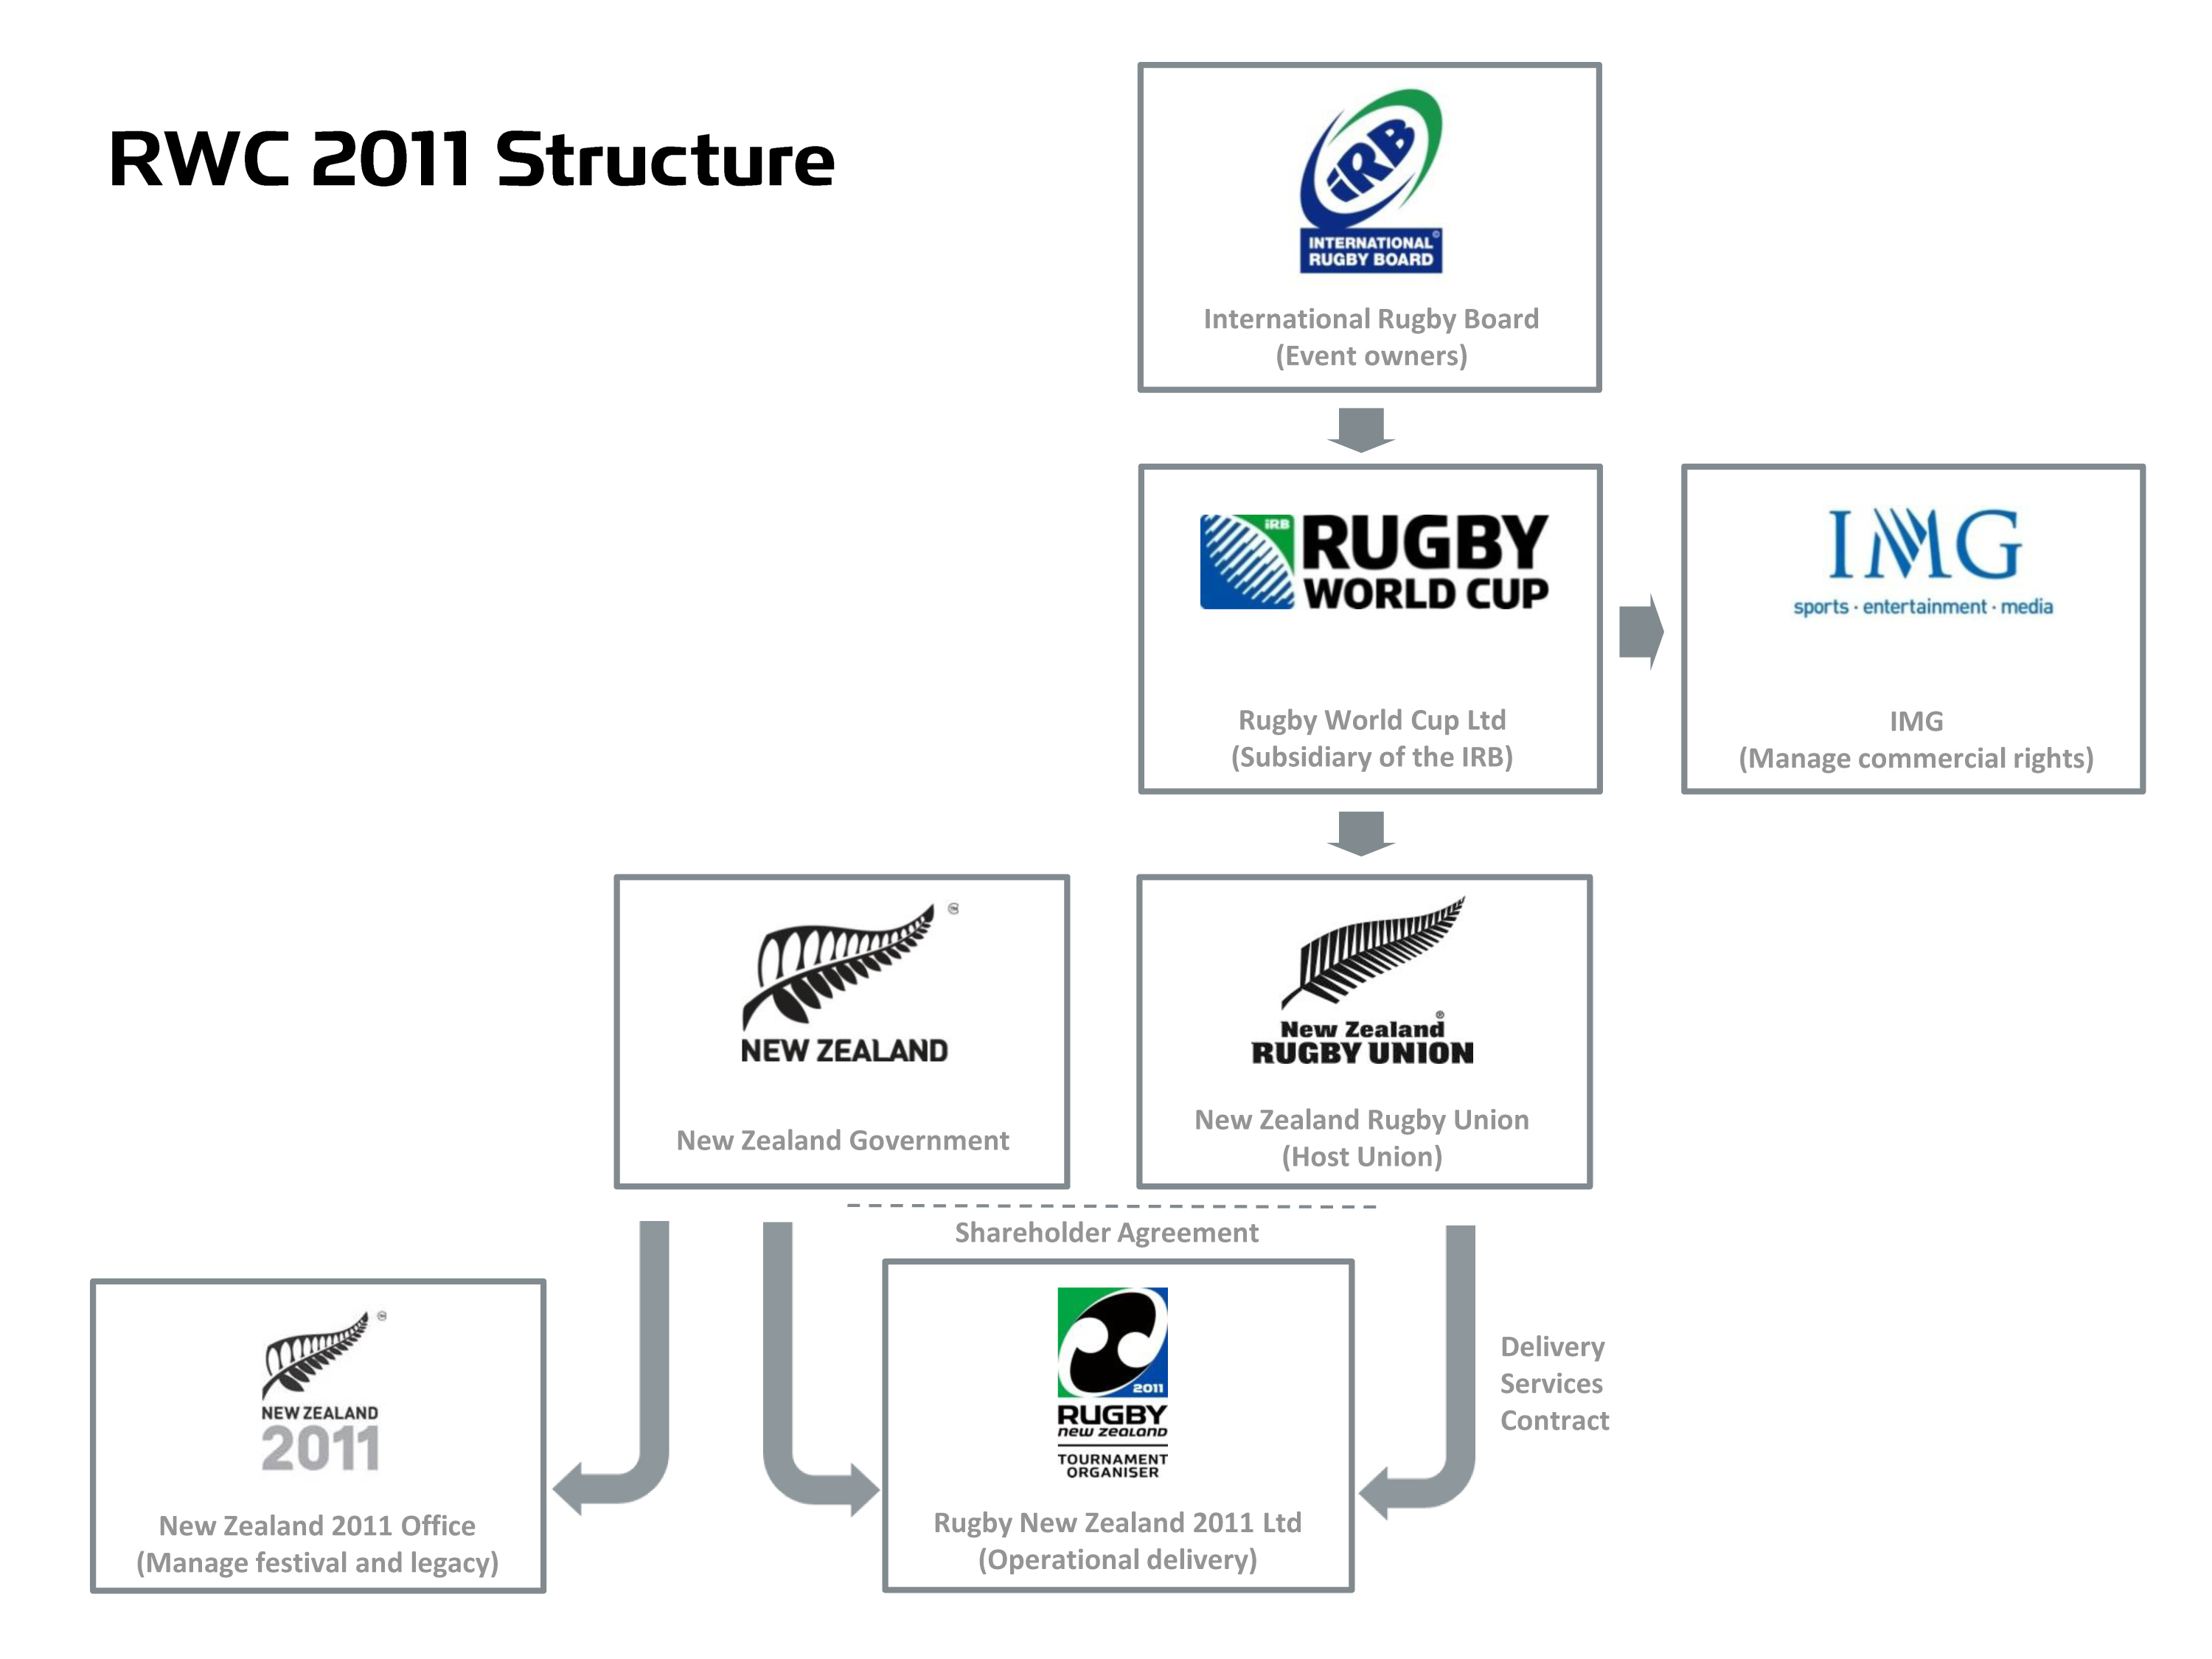 RWC 2011 Structure
iRB
INTERNATIONAL
RUGBY BOARD
International Rugby Board
(Event owners)
iRB
RUGBY
WORLD CUP
Rugby World Cup Ltd
(Subsidiary of the IRB)
IMG
sports · entertainment · media
IMG
(Manage commercial rights)
NEW ZEALAND
New Zealand Government
New Zealand®
RUGBY UNION
New Zealand Rugby Union
(Host Union)
Shareholder Agreement
NEW ZEALAND
2011
New Zealand 2011 Office
(Manage festival and legacy)
2011
RUGBY
new zealand
TOURNAMENT
ORGANISER
Rugby New Zealand 2011 Ltd
(Operational delivery)
Delivery
Services
Contract